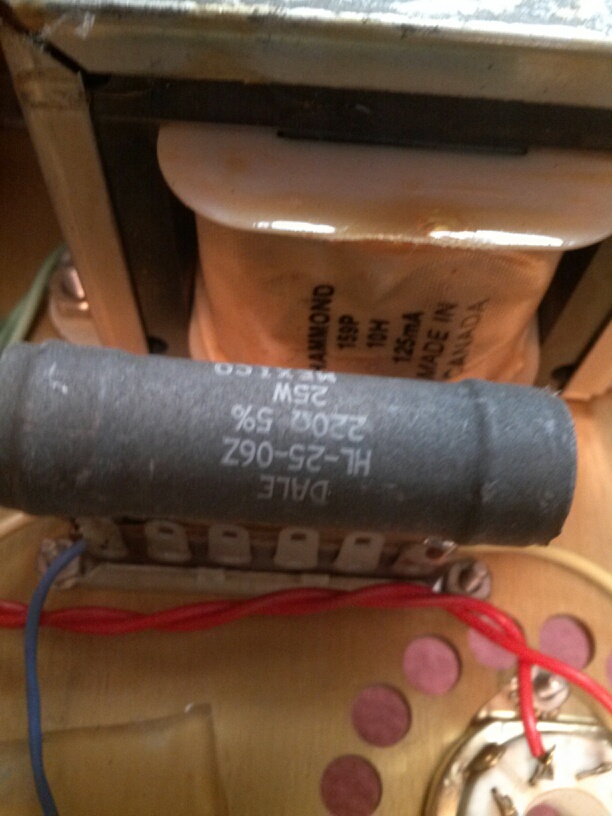 HAMMOND
159P
10H
125mA
MADE IN
CANADA
DALE
HL-25-06Z
220Ω 5%
25W
MEXICO